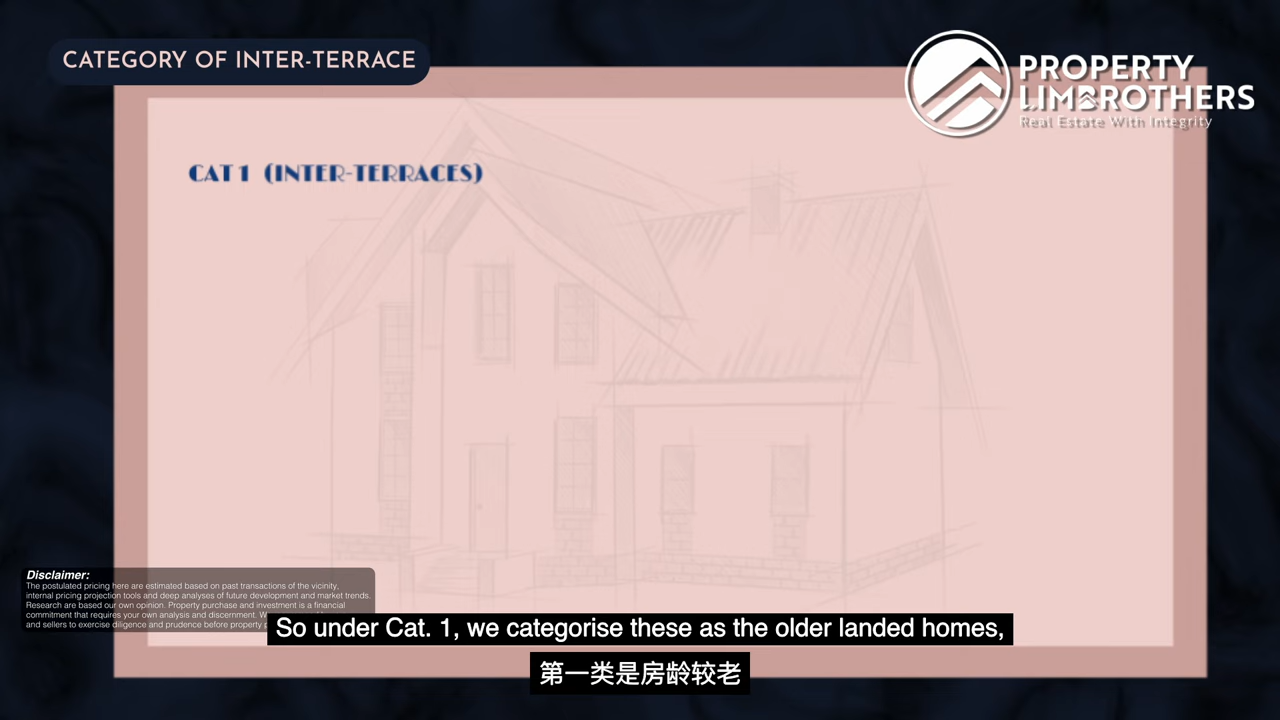 CATEGORY OF INTER-TERRACE
PROPERTY
LIMBROTHERS
Real Estate With Integrity
CAT 1 (INTER-TERRACES)
Disclaimer:
The postulated pricing here are estimated based on past transactions of the vicinity,
internal pricing projection tools and deep analyses of future development and market trends.
Research are based our own opinion. Property purchase and investment is a financial
commitment that requires your own analysis and discernment. W
and sellers to exercise diligence and prudence before property
So under Cat. 1, we categorise these as the older landed homes,
第一类是房龄较老